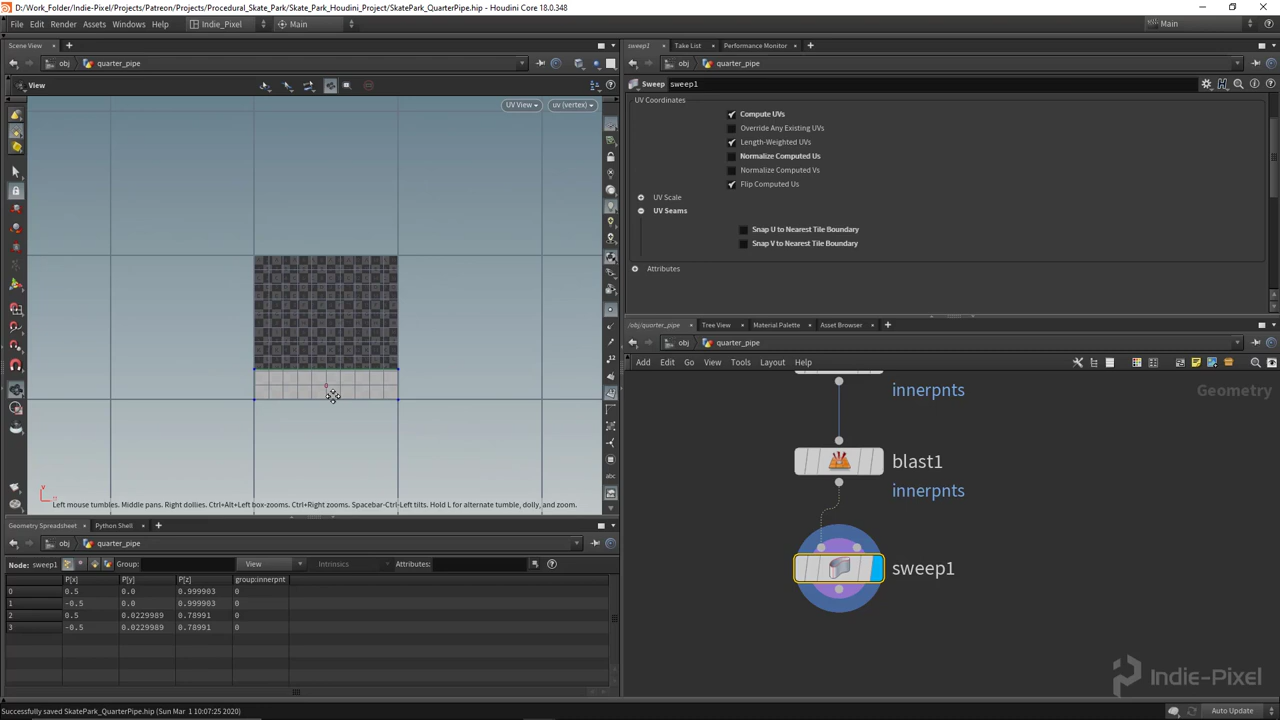 D:/Work_Folder/Indie-Pixel/Projects/Patreon/Projects/Procedural_Skate_Park/Skate_Park_Houdini_Project/SkatePark_QuarterPipe.hip - Houdini Core 18.0.348
File Edit Render Assets Windows Help Indie_Pixel Main Main
Scene View
obj quarter_pipe
View
UV View uv (vertex)
Left mouse tumbles. Middle pans. Right dollies. Ctrl+Alt+Left box-zooms. Ctrl+Right zooms. Spacebar-Ctrl-Left tilts. Hold L for alternate tumble, dolly, and zoom.
Geometry Spreadsheet Python Shell
obj quarter_pipe
Node: sweep1 Group: View Intrinsics Attributes:
P[x] P[y] P[z] group:innerpnt
0 0.5 0.0 0.999903 0
1 -0.5 0.0 0.999903 0
2 0.5 0.0229989 0.78991 0
3 -0.5 0.0229989 0.78991 0
sweep1 Take List Performance Monitor
obj quarter_pipe
Sweep sweep1
UV Coordinates
Compute UVs
Override Any Existing UVs
Length-Weighted UVs
Normalize Computed Us
Normalize Computed Vs
Flip Computed Us
UV Scale
UV Seams
Snap U to Nearest Tile Boundary
Snap V to Nearest Tile Boundary
Attributes
/obj/quarter_pipe Tree View Material Palette Asset Browser
obj quarter_pipe
Add Edit Go View Tools Layout Help
innerpnts
Geometry
blast1
innerpnts
sweep1
Indie-Pixel
Successfully saved SkatePark_QuarterPipe.hip (Sun Mar 1 10:07:25 2020)
Auto Update